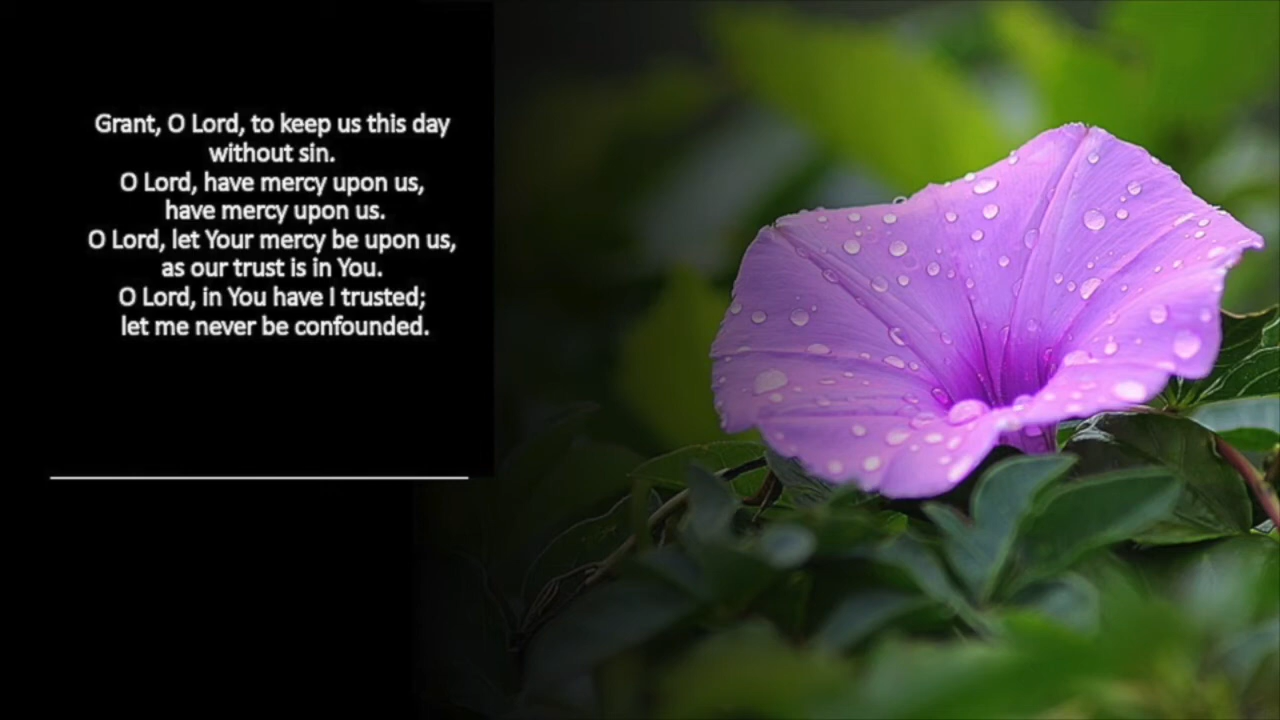 Grant, O Lord, to keep us this day
without sin.
O Lord, have mercy upon us,
have mercy upon us.
O Lord, let Your mercy be upon us,
as our trust is in You.
O Lord, in You have I trusted;
let me never be confounded.